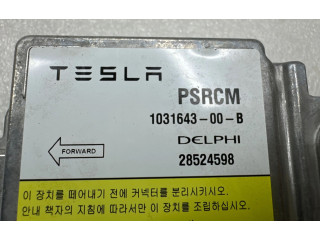 TESLA
PSRCM
1031643-00-B
FORWARD
DELPHI
28524598
이 장치를 떼어내기 전에 커넥터를 분리시키시오.
안내 책자의 지침에 따라서만 이 장치를 조립하십시오.